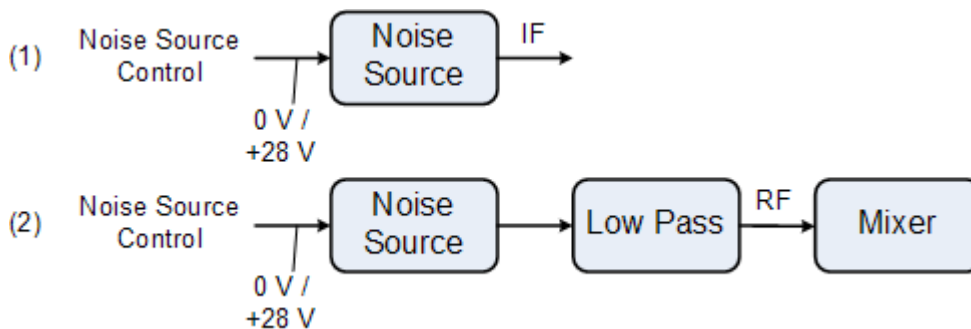 (1)
Noise Source
Control
0 V /
+28 V
Noise
Source
IF
(2)
Noise Source
Control
0 V /
+28 V
Noise
Source
Low Pass
RF
Mixer